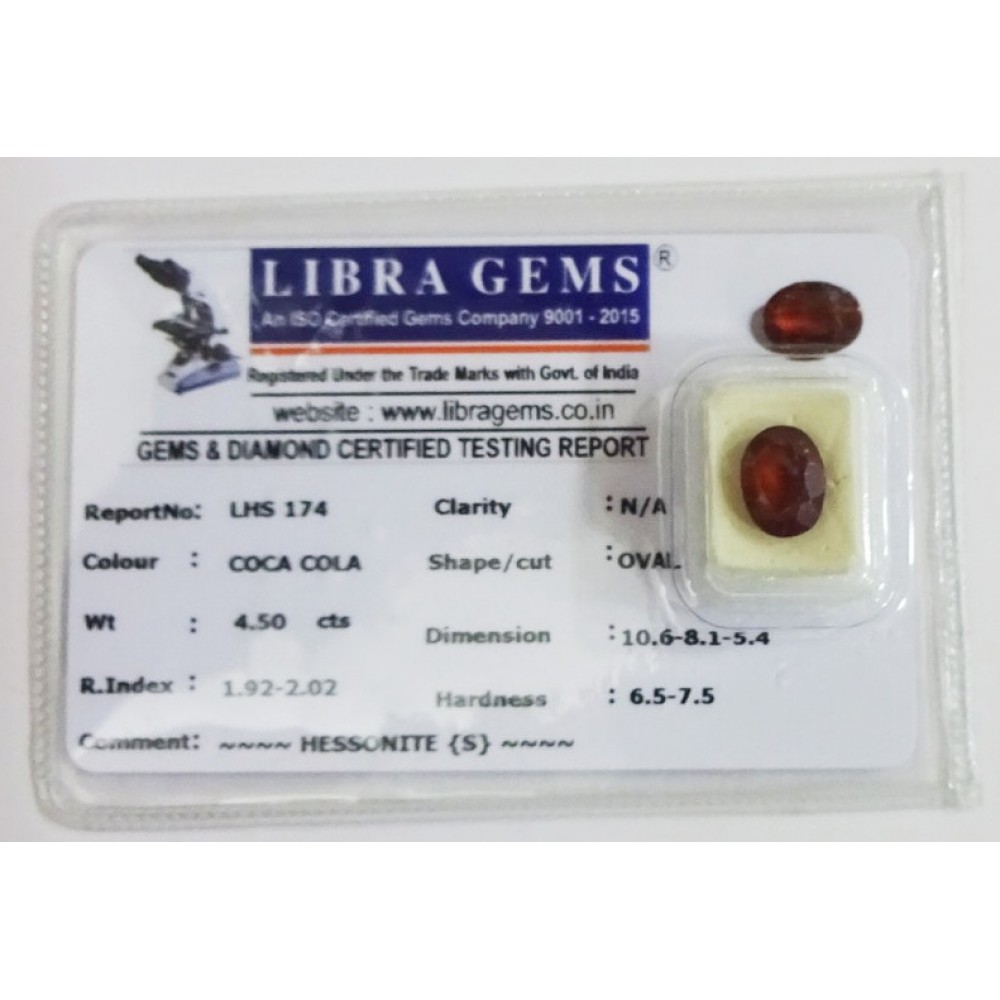 LIBRA GEMS ®
An ISO Certified Gems Company 9001 - 2015
Registered Under the Trade Marks with Govt. of India
website : www.libragems.co.in
GEMS & DIAMOND CERTIFIED TESTING REPORT
ReportNo: LHS 174 Clarity : N/A
Colour : COCA COLA Shape/cut : OVAL
Wt : 4.50 cts Dimension : 10.6-8.1-5.4
R.Index : 1.92-2.02 Hardness : 6.5-7.5
Comment: ~~~~ HESSONITE {S} ~~~~